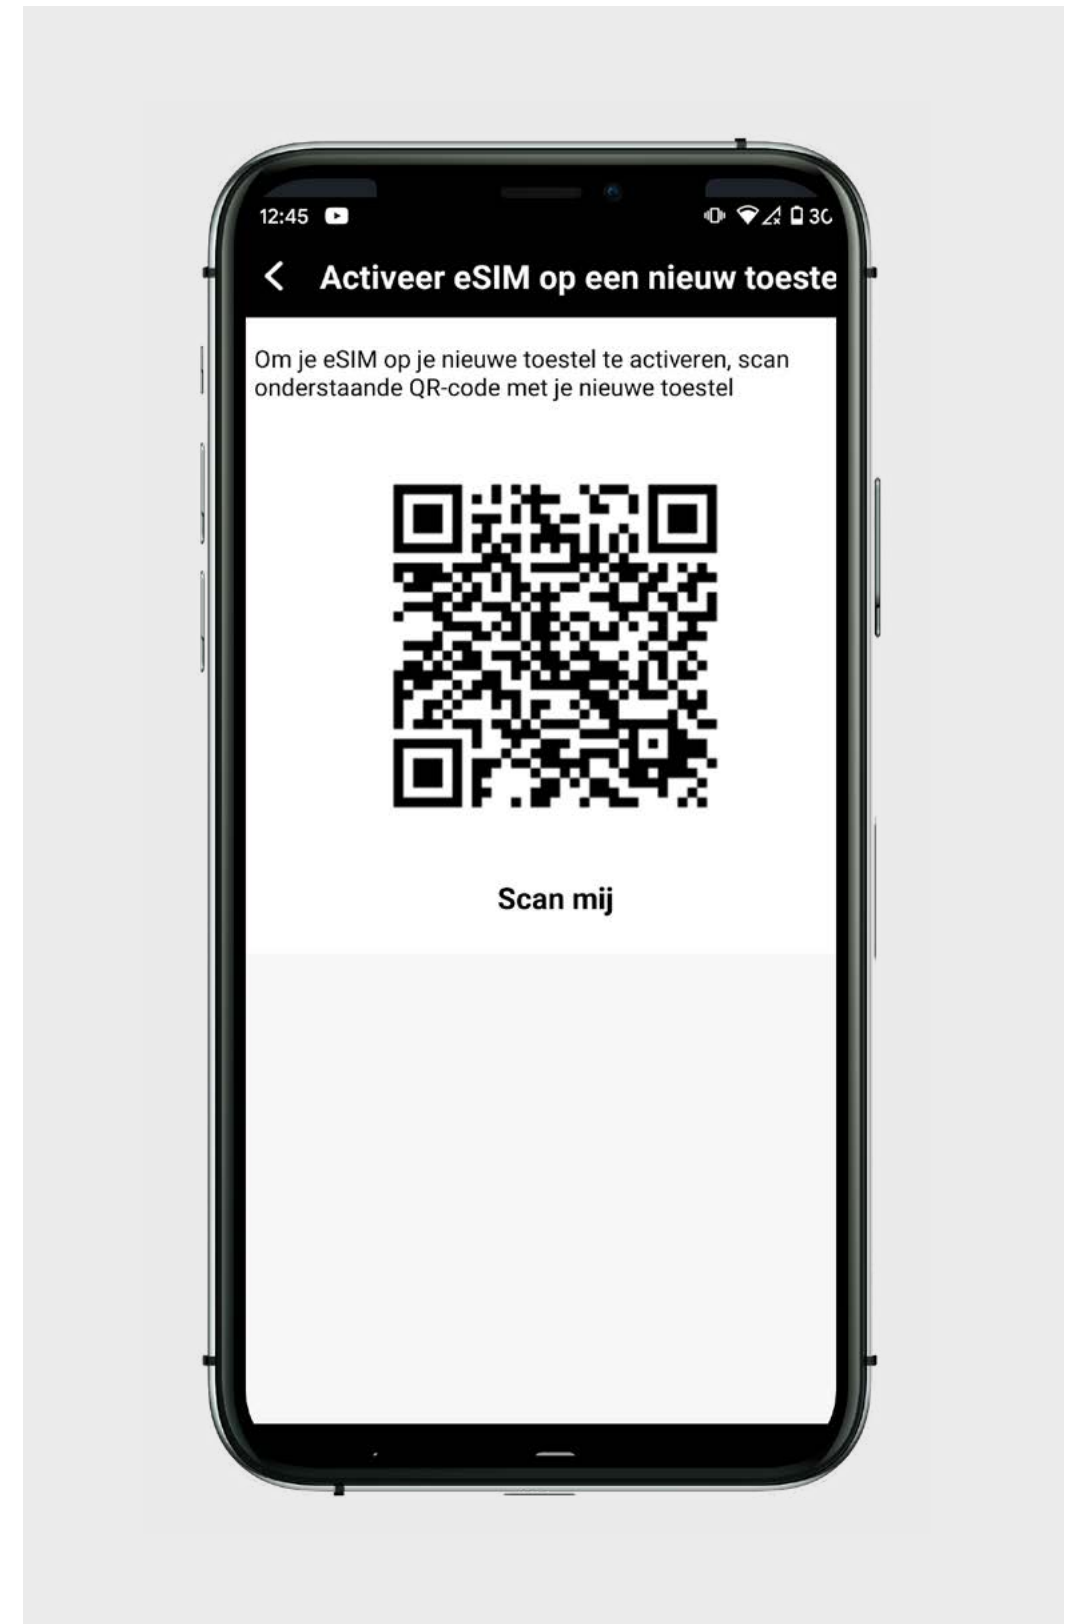 12:45
Activeer eSIM op een nieuw toeste
Om je eSIM op je nieuwe toestel te activeren, scan
onderstaande QR-code met je nieuwe toestel
Scan mij